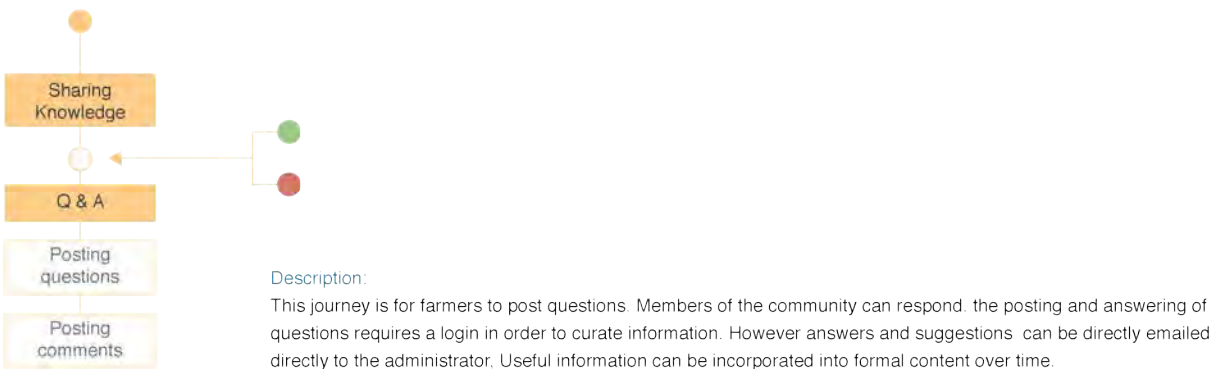 Sharing
Knowledge
Q & A
Posting
questions
Posting
comments
Description:
This journey is for farmers to post questions. Members of the community can respond. the posting and answering of
questions requires a login in order to curate information. However answers and suggestions can be directly emailed
directly to the administrator, Useful information can be incorporated into formal content over time.